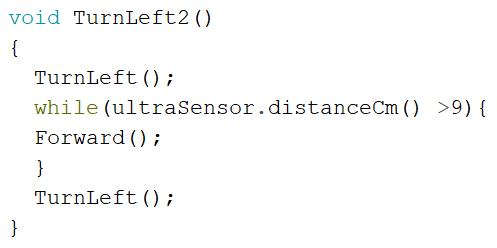 void TurnLeft2()
{
  TurnLeft();
  while(ultraSensor.distanceCm() >9){
  Forward();
  }
  TurnLeft();
}